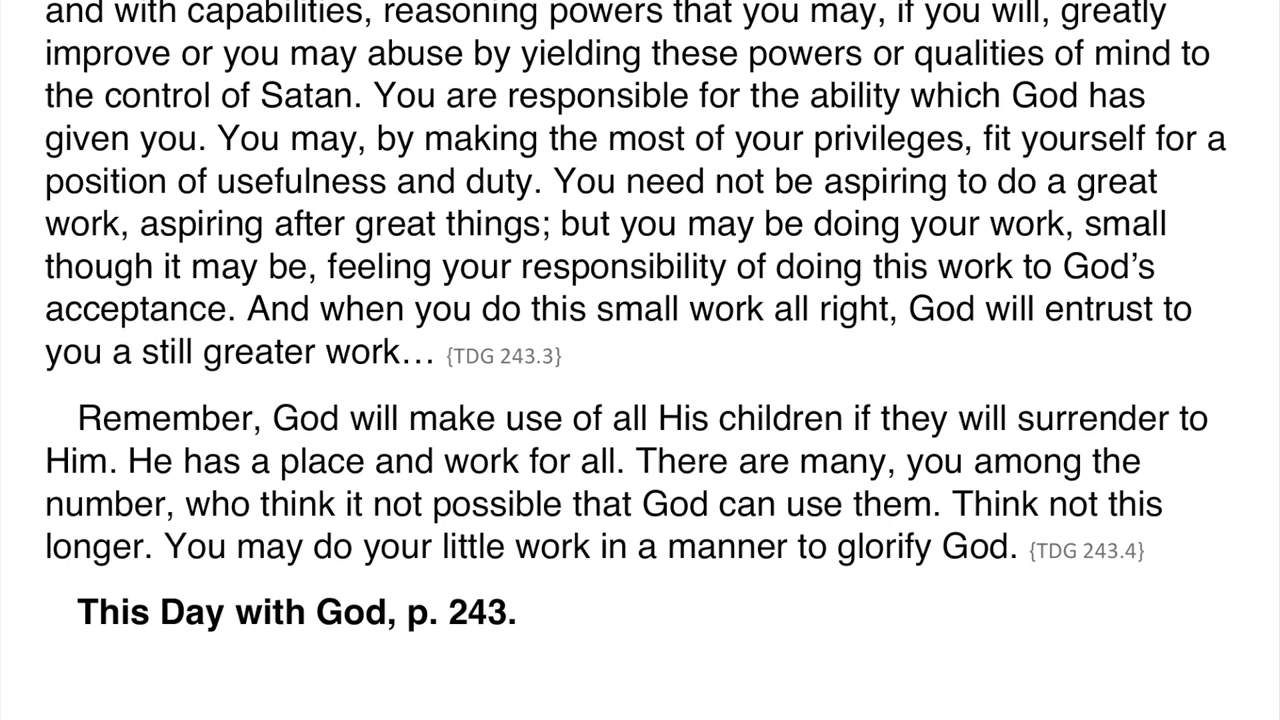 and with capabilities, reasoning powers that you may, if you will, greatly
improve or you may abuse by yielding these powers or qualities of mind to
the control of Satan. You are responsible for the ability which God has
given you. You may, by making the most of your privileges, fit yourself for a
position of usefulness and duty. You need not be aspiring to do a great
work, aspiring after great things; but you may be doing your work, small
though it may be, feeling your responsibility of doing this work to God’s
acceptance. And when you do this small work all right, God will entrust to
you a still greater work… {TDG 243.3}
Remember, God will make use of all His children if they will surrender to
Him. He has a place and work for all. There are many, you among the
number, who think it not possible that God can use them. Think not this
longer. You may do your little work in a manner to glorify God. {TDG 243.4}
This Day with God, p. 243.